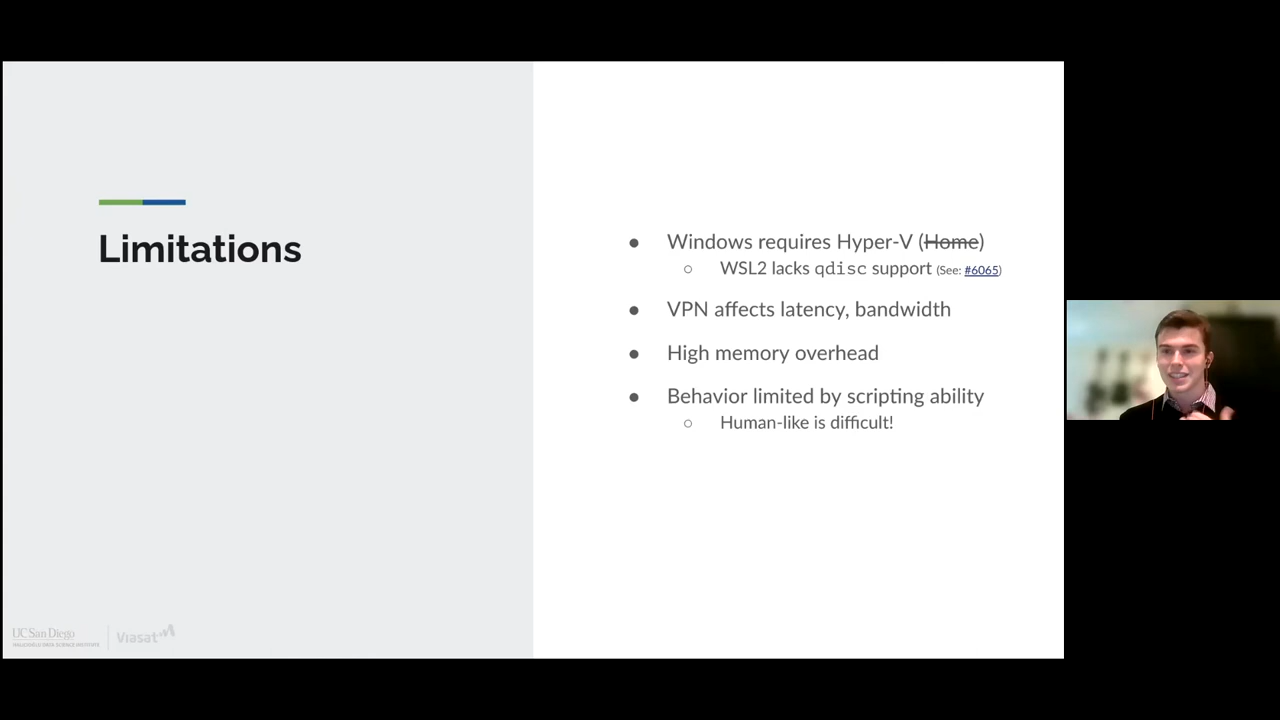 Limitations
● Windows requires Hyper-V (Home)
○ WSL2 lacks qdisc support (See: #6065)
● VPN affects latency, bandwidth
● High memory overhead
● Behavior limited by scripting ability
○ Human-like is difficult!
UC San Diego
HALICIOĞLU DATA SCIENCE INSTITUTE
Viasat